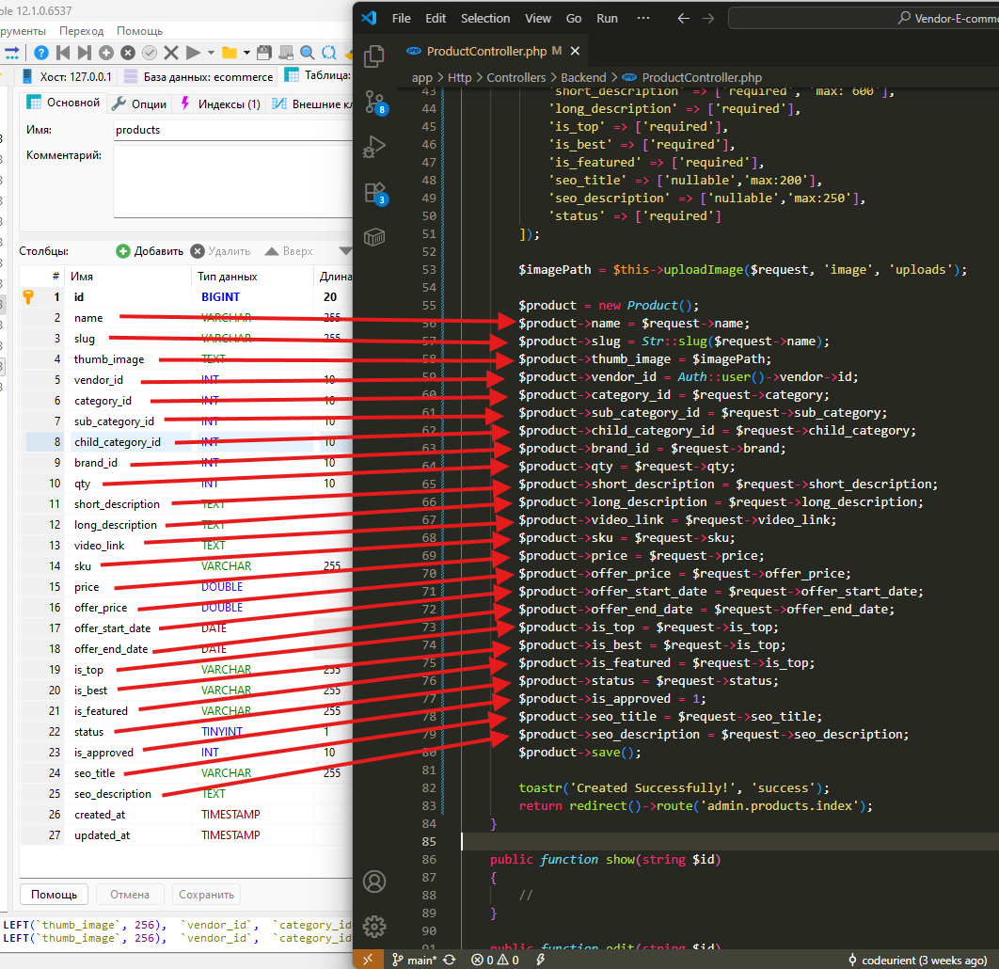 ble 12.1.0.6537
рументы Переход Помощь
Хост: 127.0.0.1 База данных: ecommerce Таблица:
Основной Опции Индексы (1) Внешние кл
Имя: products
Комментарий:
Столбцы: Добавить Удалить Вверх
# Имя Тип данных Длина
1 id BIGINT 20
2 name VARCHAR 255
3 slug VARCHAR 255
4 thumb_image TEXT
5 vendor_id INT 10
6 category_id INT 10
7 sub_category_id INT 10
8 child_category_id INT 10
9 brand_id INT 10
10 qty INT 10
11 short_description TEXT
12 long_description TEXT
13 video_link TEXT
14 sku VARCHAR 255
15 price DOUBLE
16 offer_price DOUBLE
17 offer_start_date DATE
18 offer_end_date DATE
19 is_top VARCHAR 255
20 is_best VARCHAR 255
21 is_featured VARCHAR 255
22 status TINYINT 1
23 is_approved INT 10
24 seo_title VARCHAR 255
25 seo_description TEXT
26 created_at TIMESTAMP
27 updated_at TIMESTAMP
Помощь Отмена Сохранить
LEFT(`thumb_image`, 256), `vendor_id`, `category_id
LEFT(`thumb_image`, 256), `vendor_id`, `category_id
File Edit Selection View Go Run ··· Vendor-E-comme
ProductController.php M
app > Http > Controllers > Backend > ProductController.php
8
3
43 'short_description' => ['required', 'max: 600'],
44 'long_description' => ['required'],
45 'is_top' => ['required'],
46 'is_best' => ['required'],
47 'is_featured' => ['required'],
48 'seo_title' => ['nullable','max:200'],
49 'seo_description' => ['nullable','max:250'],
50 'status' => ['required']
51 ]);
52
53 $imagePath = $this->uploadImage($request, 'image', 'uploads');
54
55 $product = new Product();
56 $product->name = $request->name;
57 $product->slug = Str::slug($request->name);
58 $product->thumb_image = $imagePath;
59 $product->vendor_id = Auth::user()->vendor->id;
60 $product->category_id = $request->category;
61 $product->sub_category_id = $request->sub_category;
62 $product->child_category_id = $request->child_category;
63 $product->brand_id = $request->brand;
64 $product->qty = $request->qty;
65 $product->short_description = $request->short_description;
66 $product->long_description = $request->long_description;
67 $product->video_link = $request->video_link;
68 $product->sku = $request->sku;
69 $product->price = $request->price;
70 $product->offer_price = $request->offer_price;
71 $product->offer_start_date = $request->offer_start_date;
72 $product->offer_end_date = $request->offer_end_date;
73 $product->is_top = $request->is_top;
74 $product->is_best = $request->is_top;
75 $product->is_featured = $request->is_top;
76 $product->status = $request->status;
77 $product->is_approved = 1;
78 $product->seo_title = $request->seo_title;
79 $product->seo_description = $request->seo_description;
80 $product->save();
81
82 toastr('Created Successfully!', 'success');
83 return redirect()->route('admin.products.index');
84 }
85
86 public function show(string $id)
87 {
88 //
89 }
90
91 public function edit(string $id)
main* 0 0 codeurient (3 weeks ago)